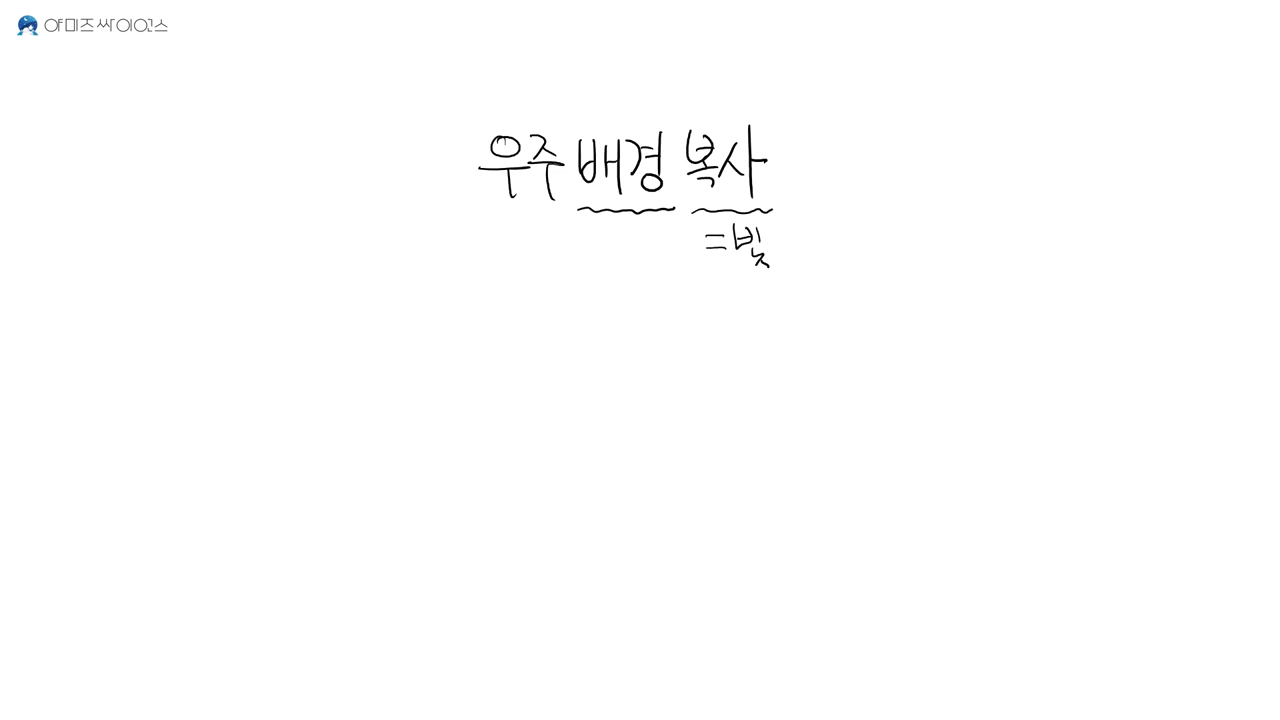 야미즈 싸이언스
우주 배경 복사
=빛